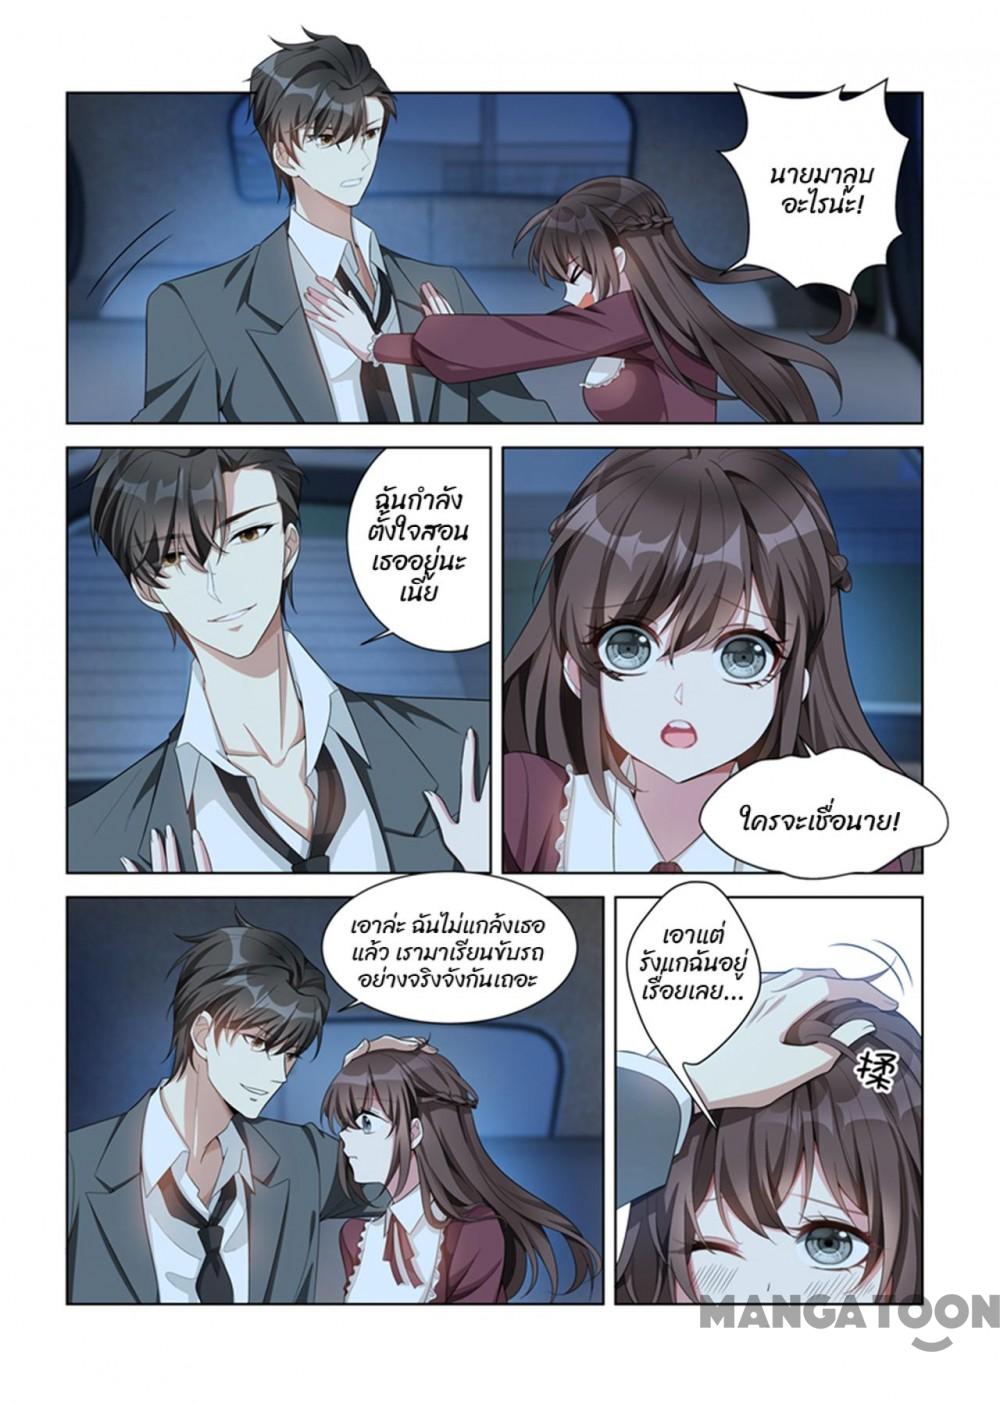 นายมาลูบ
อะไรน่ะ!
ฉันกำลัง
ตั้งใจสอน
เธออยู่นะ
เนี่ย
ใครจะเชื่อนาย!
เอาล่ะ ฉันไม่แกล้งเธอ
แล้ว เรามาเรียนขับรถ
อย่างจริงจังกันเถอะ
เอาแต่
รังแกฉันอยู่
เรื่อยเลย...
揉
MANGATOON